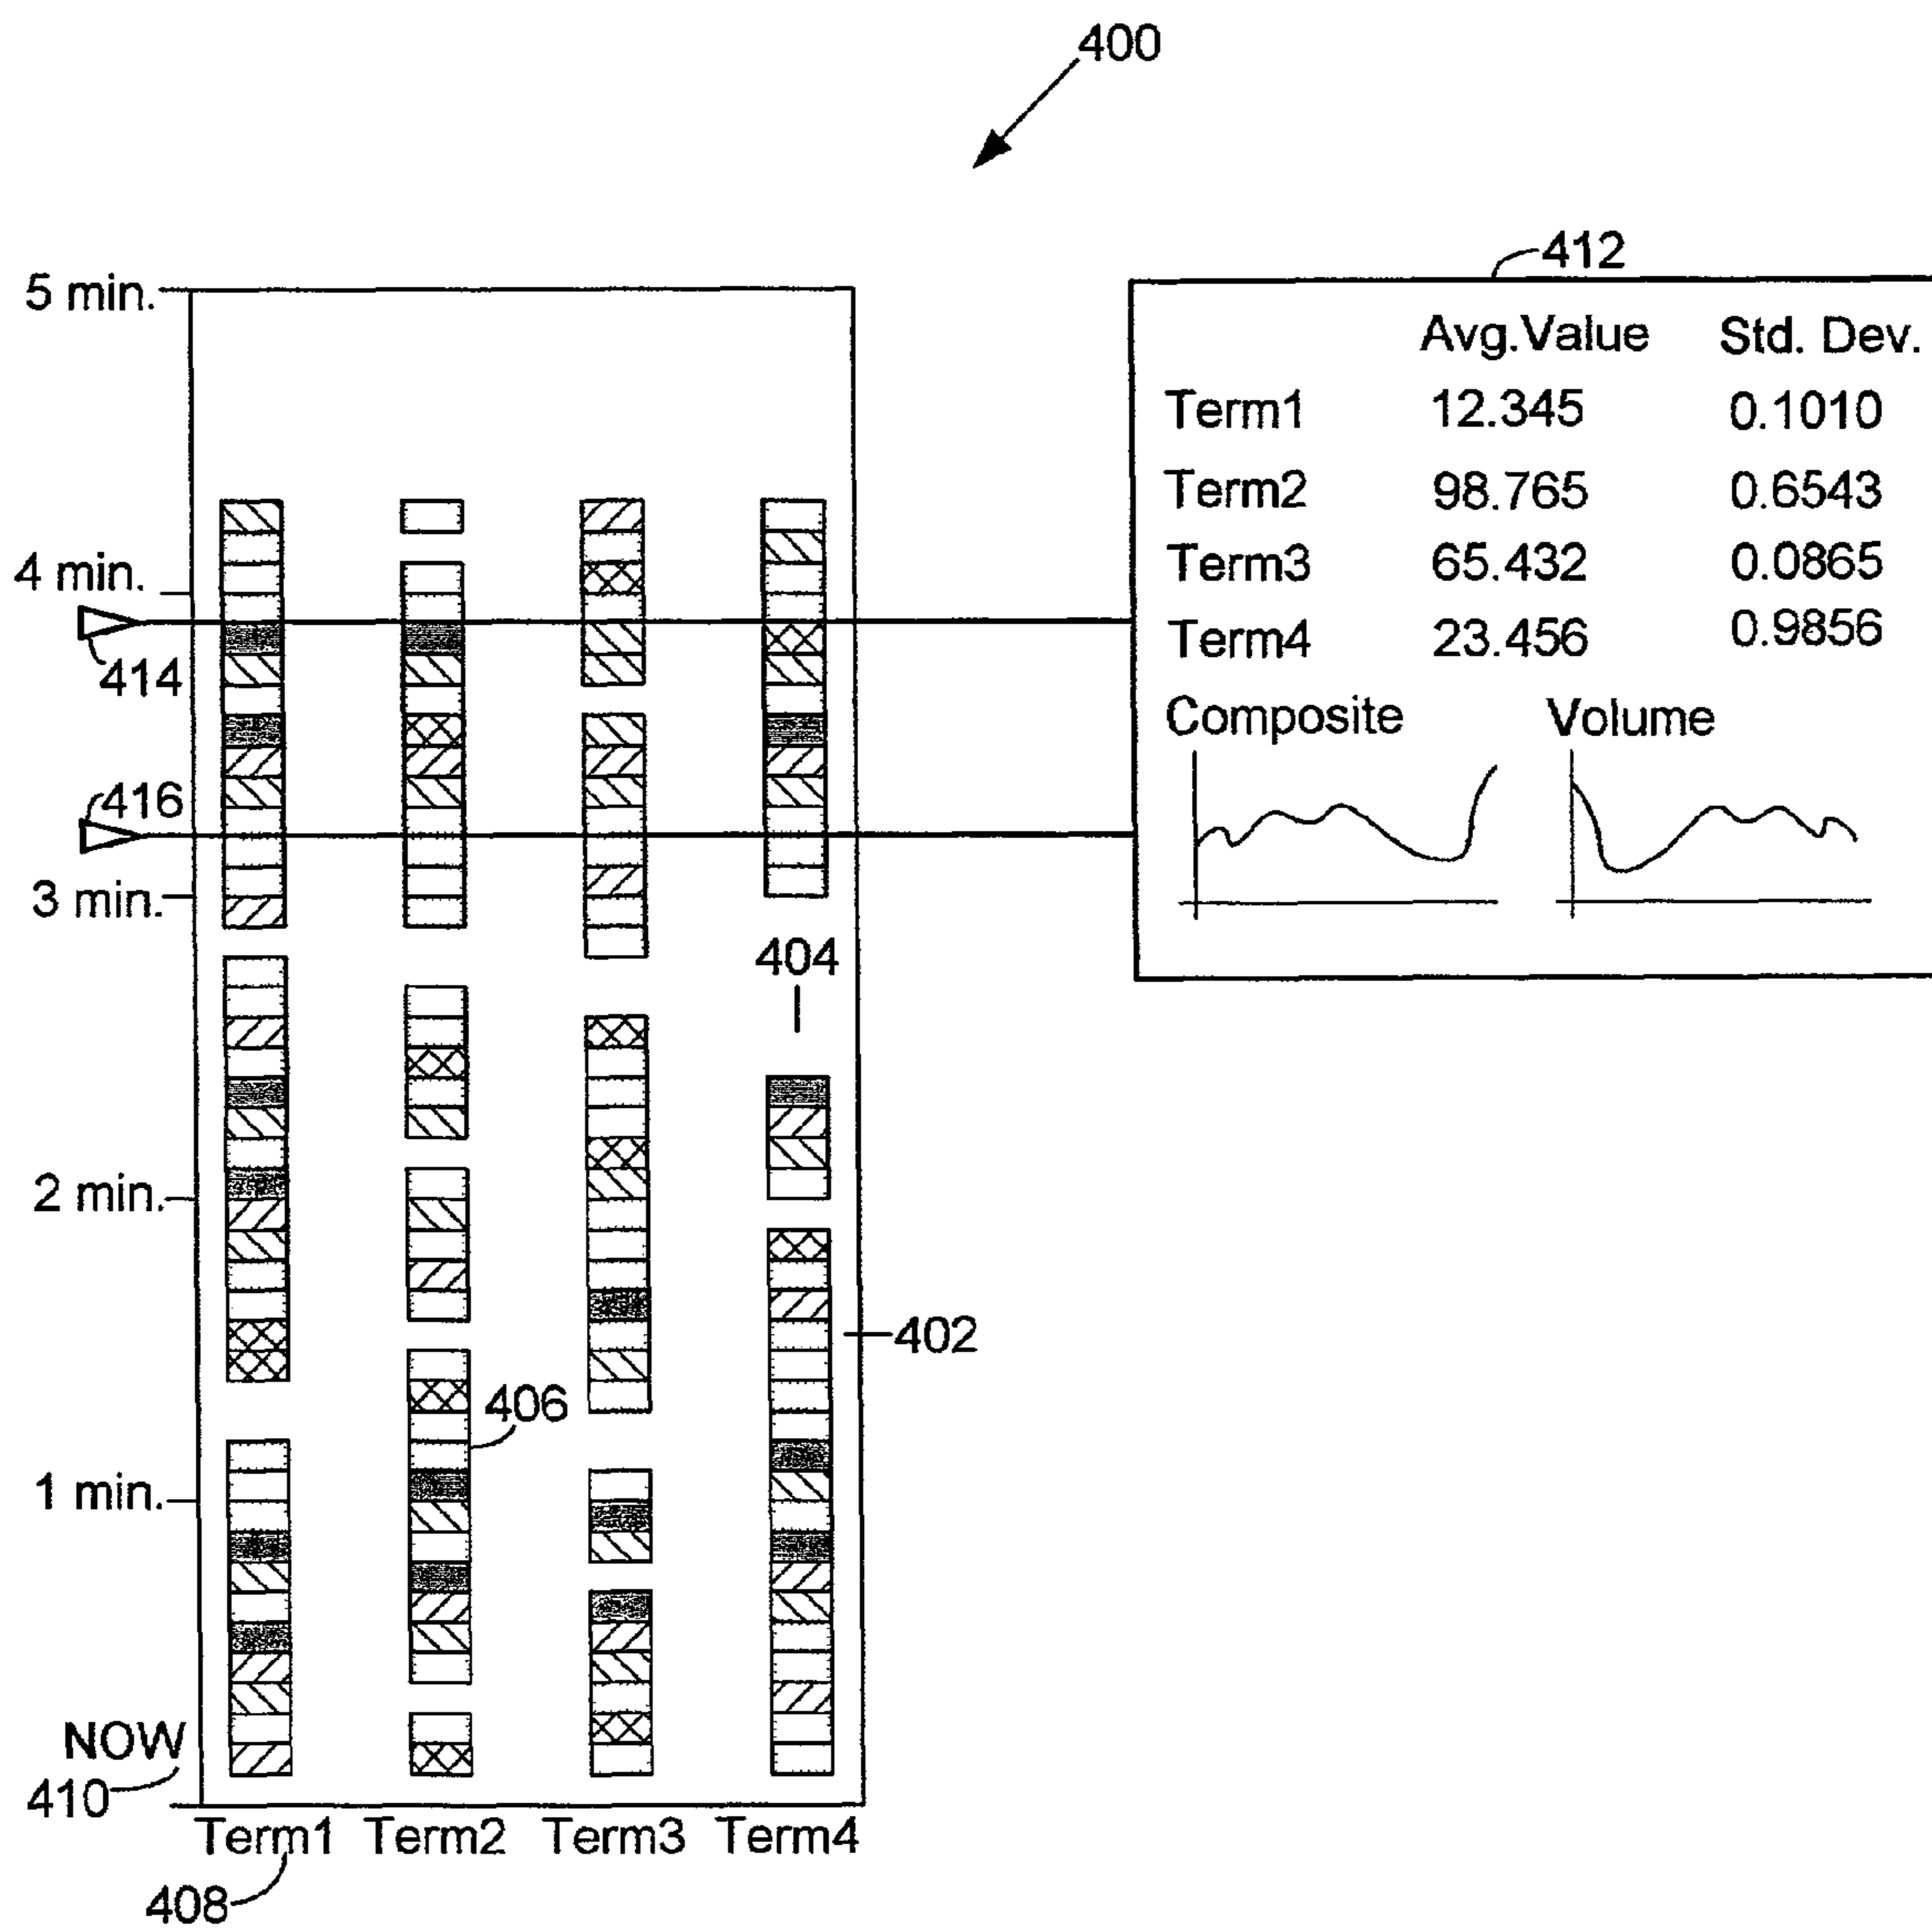 400
412
5 min.
Avg.Value Std. Dev.
Term1 12.345 0.1010
Term2 98.765 0.6543
4 min.
Term3 65.432 0.0865
Term4 23.456 0.9856
414
Composite Volume
416
3 min.
404
2 min.
402
406
1 min.
NOW
410
Term1 Term2 Term3 Term4
408